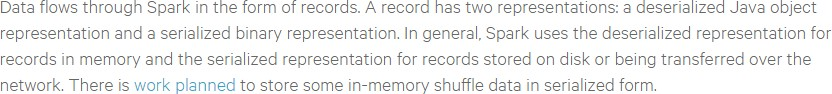 Data flows through Spark in the form of records. A record has two representations: a deserialized Java object
representation and a serialized binary representation. In general, Spark uses the deserialized representation for
records in memory and the serialized representation for records stored on disk or being transferred over the
network. There is work planned to store some in-memory shuffle data in serialized form.